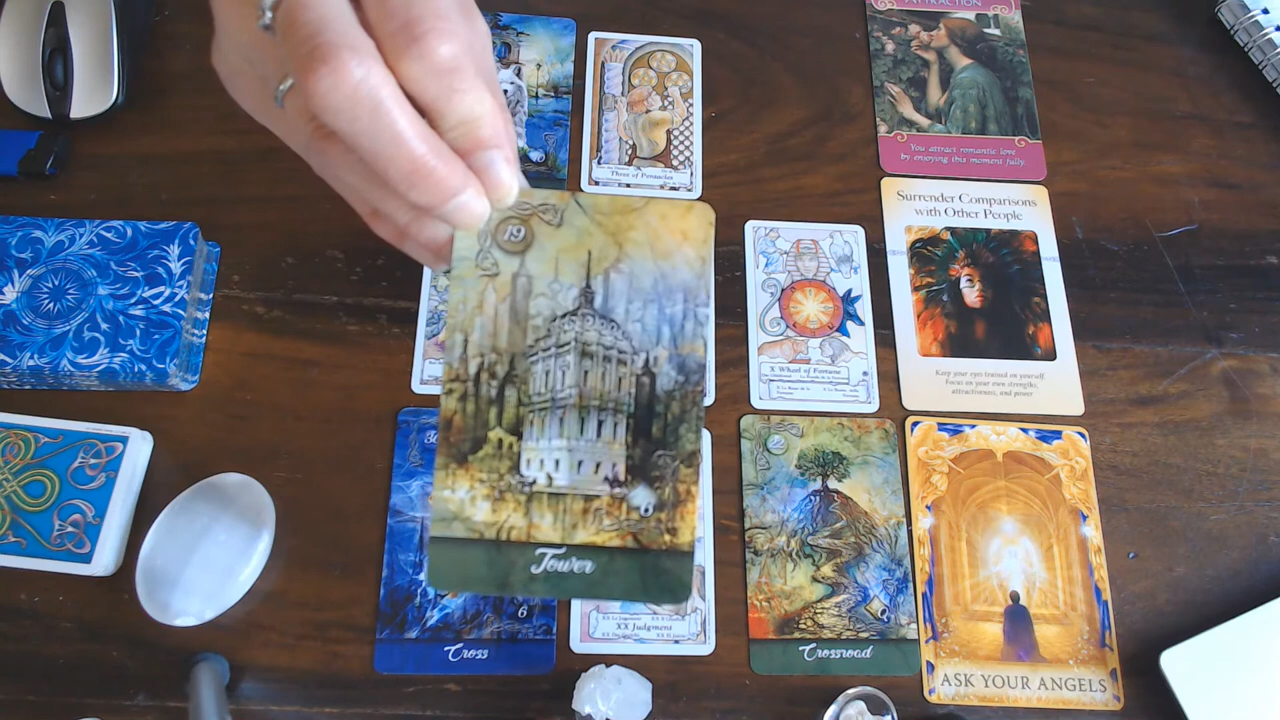 ATTRACTION
You attract romantic love
by enjoying this moment fully.
Three of Pentacles
Surrender Comparisons
with Other People
Keep your eyes trained on yourself.
Focus on your own strengths,
attractiveness, and power
19
Tower
6
X Wheel of Fortune
22
Crossroad
6
Cross
XX Judgment
ASK YOUR ANGELS